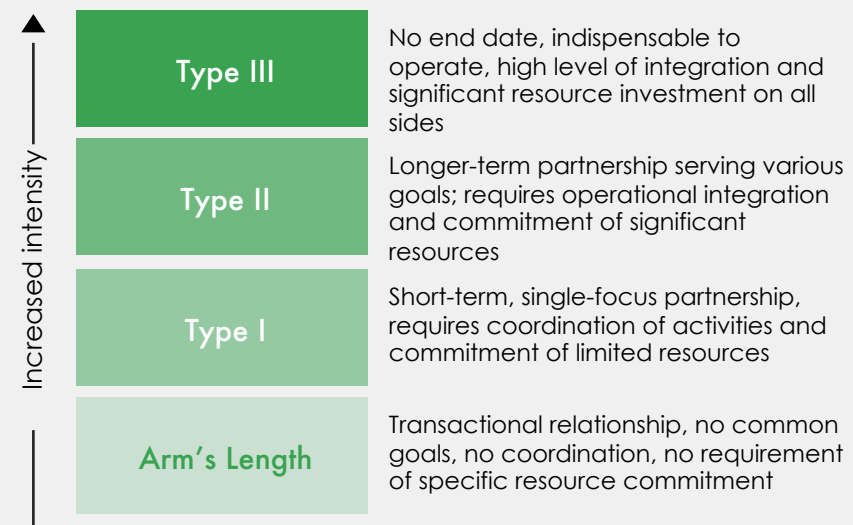 Increased intensity
Type III
No end date, indispensable to
operate, high level of integration and
significant resource investment on all
sides
Type II
Longer-term partnership serving various
goals; requires operational integration
and commitment of significant
resources
Type I
Short-term, single-focus partnership,
requires coordination of activities and
commitment of limited resources
Arm's Length
Transactional relationship, no common
goals, no coordination, no requirement
of specific resource commitment